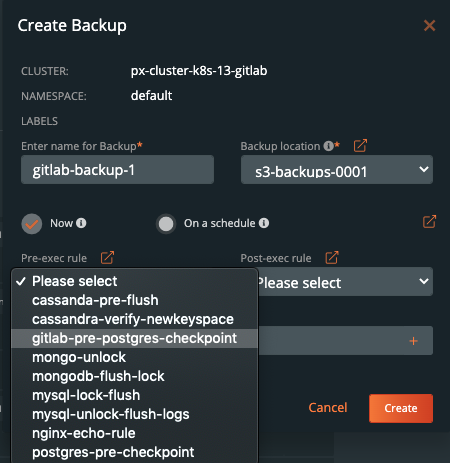 Create Backup
CLUSTER: px-cluster-k8s-13-gitlab
NAMESPACE: default
LABELS
Enter name for Backup* Backup location *
gitlab-backup-1 s3-backups-0001
Now On a schedule
Pre-exec rule Post-exec rule
✓ Please select Please select
cassanda-pre-flush
cassandra-verify-newkeyspace
gitlab-pre-postgres-checkpoint
mongo-unlock
mongodb-flush-lock
mysql-lock-flush
mysql-unlock-flush-logs
nginx-echo-rule
postgres-pre-checkpoint
Cancel Create